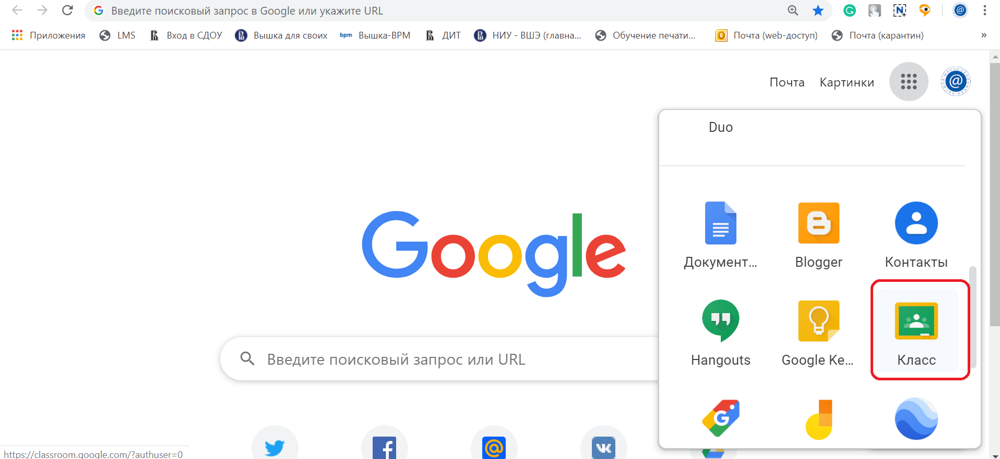 Введите поисковый запрос в Google или укажите URL
Приложения LMS Вход в СДОУ Вышка для своих bpm Вышка-BPM ДИТ НИУ - ВШЭ (главна... Обучение печати... Почта (web-доступ) Почта (карантин) »
Почта Картинки
Duo
Google
Документ... Blogger Контакты
Hangouts Google Ke... Класс
Введите поисковый запрос или URL
https://classroom.google.com/?authuser=0